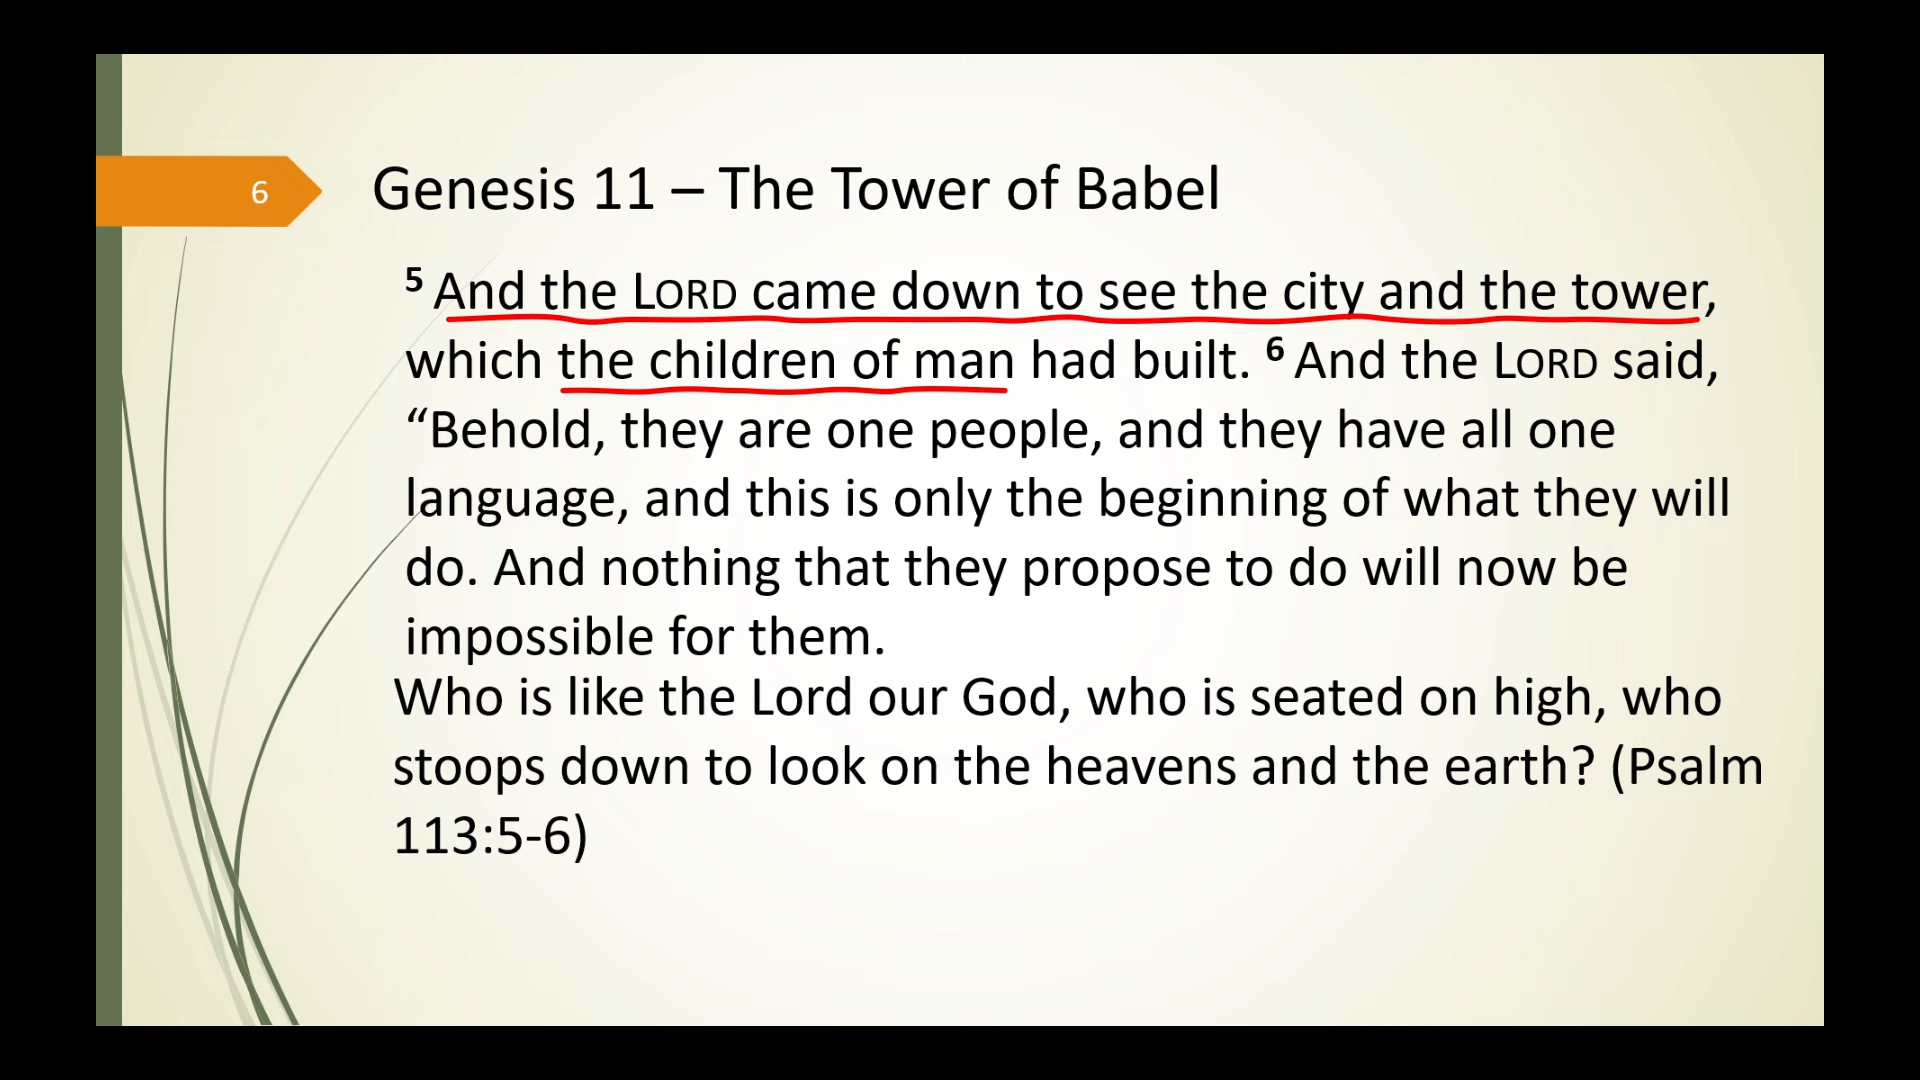 6
Genesis 11 – The Tower of Babel
5 And the LORD came down to see the city and the tower,
which the children of man had built. 6 And the LORD said,
“Behold, they are one people, and they have all one
language, and this is only the beginning of what they will
do. And nothing that they propose to do will now be
impossible for them.
Who is like the Lord our God, who is seated on high, who
stoops down to look on the heavens and the earth? (Psalm
113:5-6)